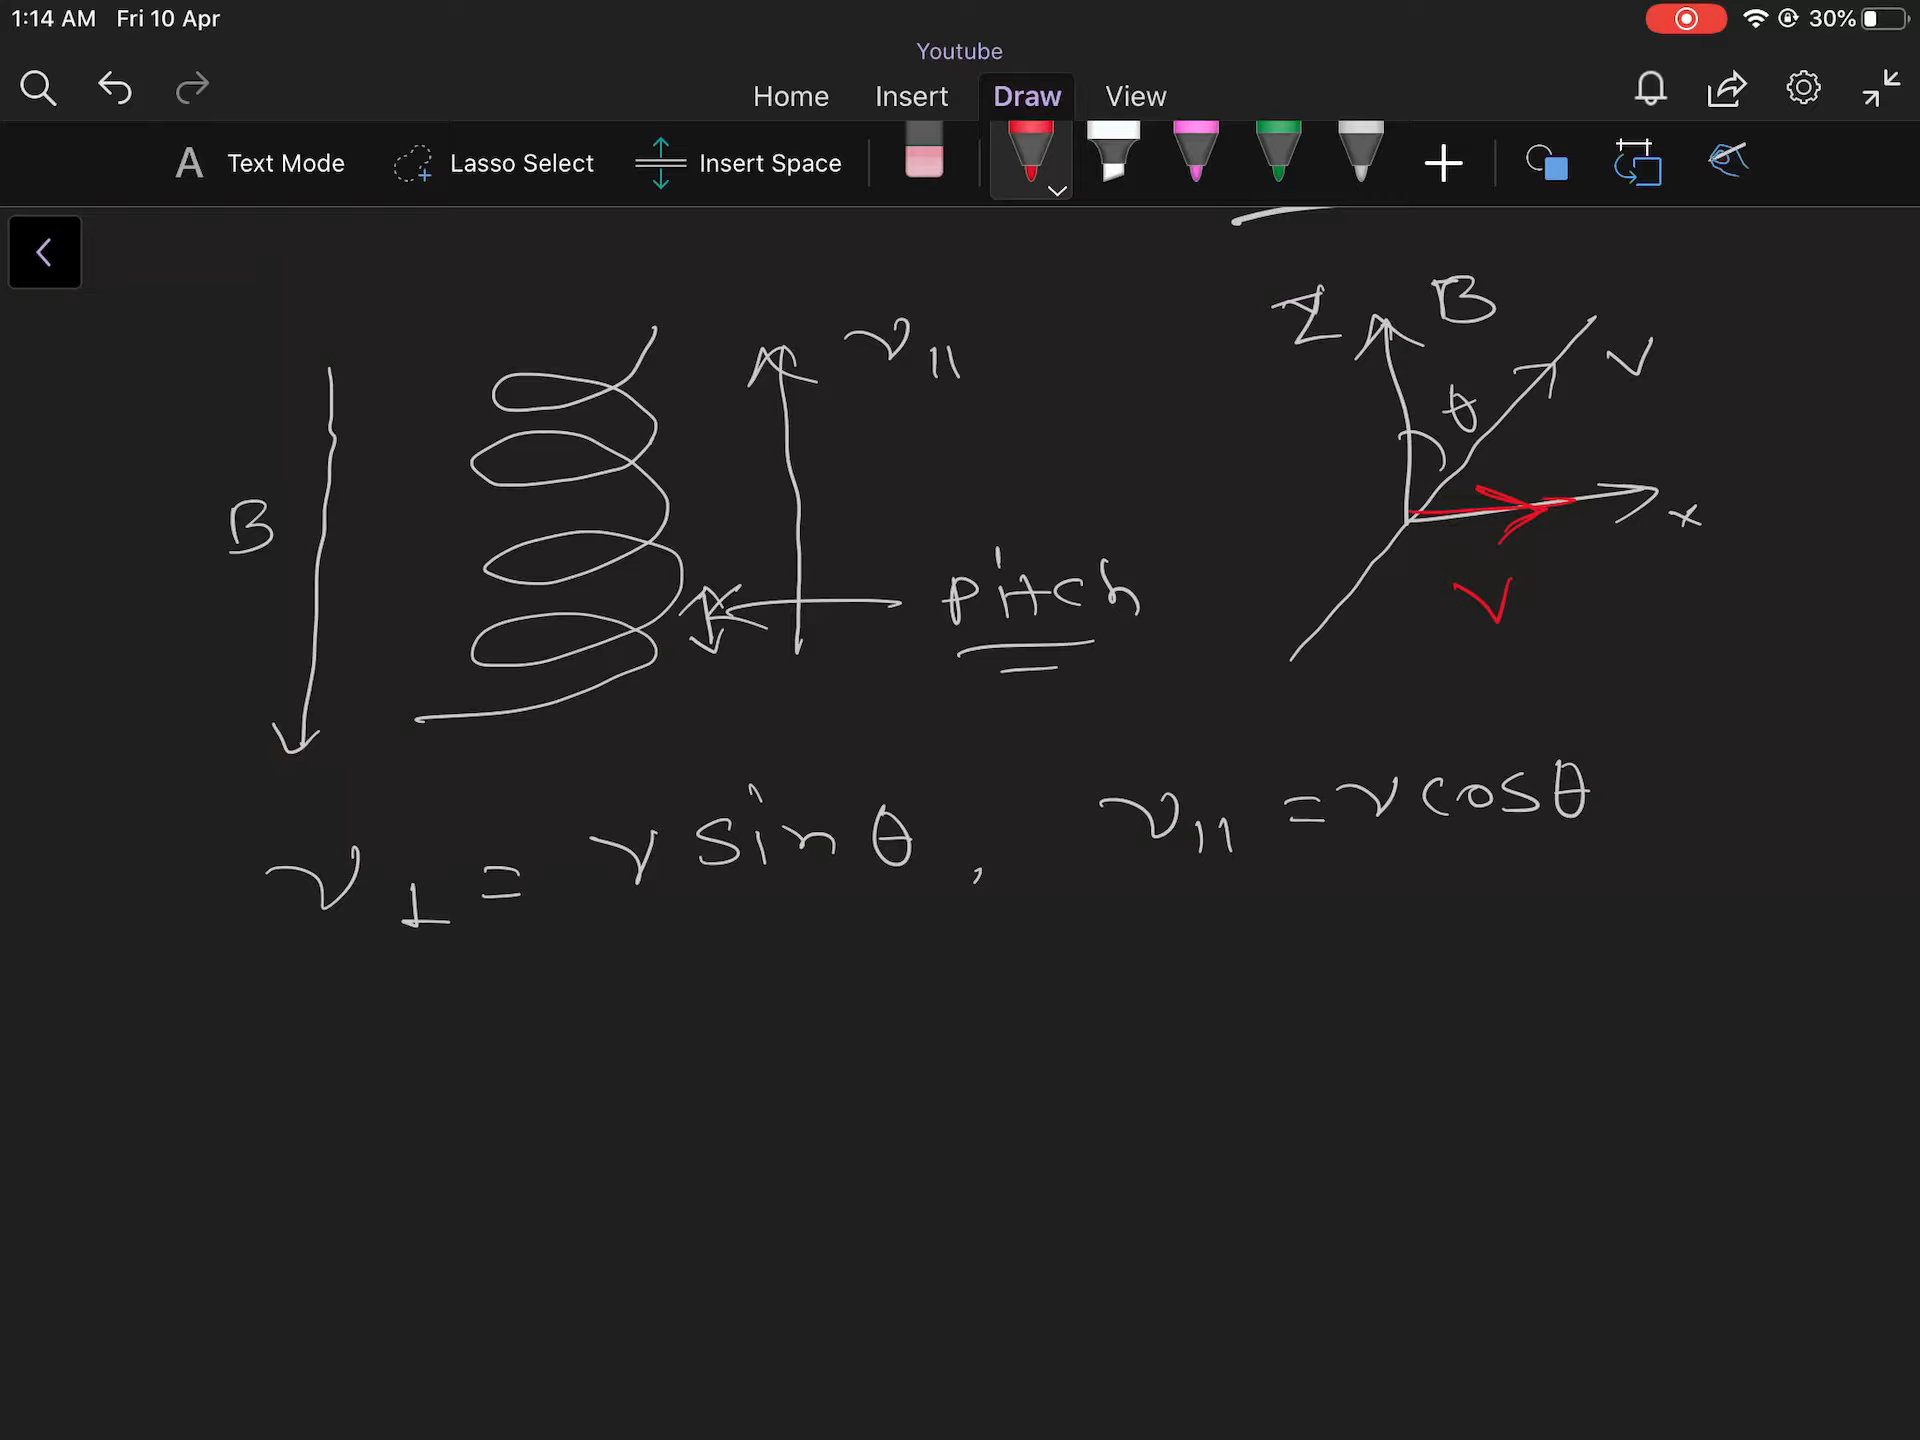 1:14 AM Fri 10 Apr
30%
Youtube
Home Insert Draw View
A Text Mode Lasso Select Insert Space
Z B
v∥
V
θ
B
x
pitch
V
v⊥ = v sin θ, v∥ = v cos θ